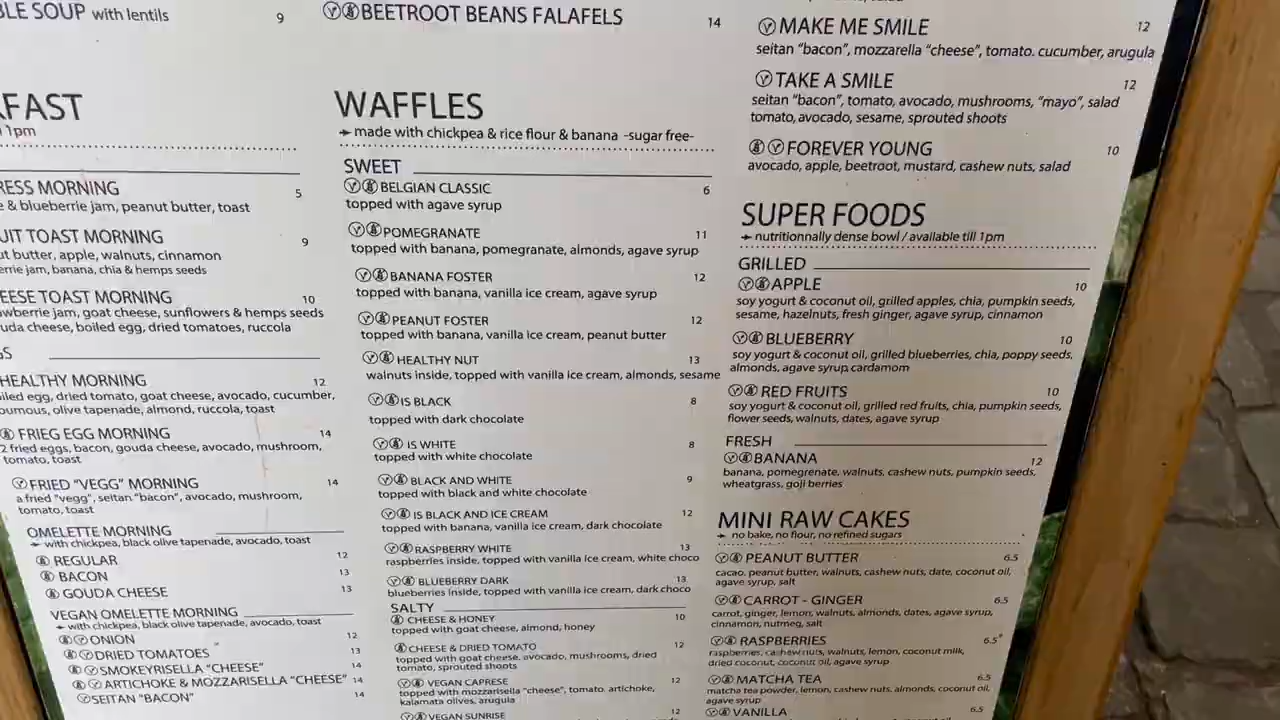 BLE SOUP with lentils 9
FAST
1pm
RESS MORNING 5
& blueberrie jam, peanut butter, toast
UIT TOAST MORNING 9
ut butter, apple, walnuts, cinnamon
errie jam, banana, chia & hemps seeds
EESE TOAST MORNING 10
wberrie jam, goat cheese, sunflowers & hemps seeds
uda cheese, boiled egg, dried tomatoes, ruccola
GS
HEALTHY MORNING 12
iled egg, dried tomato, goat cheese, avocado, cucumber,
oumous, olive tapenade, almond, ruccola, toast
FRIEG EGG MORNING 14
2 fried eggs, bacon, gouda cheese, avocado, mushroom,
tomato, toast
FRIED "VEGG" MORNING 14
a fried "vegg", seitan "bacon", avocado, mushroom,
tomato, toast
OMELETTE MORNING
with chickpea, black olive tapenade, avocado, toast
REGULAR 12
BACON 13
GOUDA CHEESE 13
VEGAN OMELETTE MORNING
with chickpea, black olive tapenade, avocado, toast
ONION 12
DRIED TOMATOES 13
SMOKEYRISELLA "CHEESE" 14
ARTICHOKE & MOZZARISELLA "CHEESE" 14
SEITAN "BACON" 14
BEETROOT BEANS FALAFELS 14
WAFFLES
made with chickpea & rice flour & banana -sugar free-
SWEET
BELGIAN CLASSIC 6
topped with agave syrup
POMEGRANATE 11
topped with banana, pomegranate, almonds, agave syrup
BANANA FOSTER 12
topped with banana, vanilla ice cream, agave syrup
PEANUT FOSTER 12
topped with banana, vanilla ice cream, peanut butter
HEALTHY NUT 13
walnuts inside, topped with vanilla ice cream, almonds, sesame
IS BLACK 8
topped with dark chocolate
IS WHITE 8
topped with white chocolate
BLACK AND WHITE 9
topped with black and white chocolate
IS BLACK AND ICE CREAM 12
topped with banana, vanilla ice cream, dark chocolate
RASPBERRY WHITE 13
raspberries inside, topped with vanilla ice cream, white choco
BLUEBERRY DARK 13
blueberries inside, topped with vanilla ice cream, dark choco
SALTY
CHEESE & HONEY 10
topped with goat cheese, almond, honey
CHEESE & DRIED TOMATO 12
topped with goat cheese, avocado, mushrooms, dried
tomato, sprouted shoots
VEGAN CAPRESE 12
topped with mozzarisella "cheese", tomato, artichoke,
kalamata olives, arugula
VEGAN SUNRISE 12
MAKE ME SMILE 12
seitan "bacon", mozzarella "cheese", tomato. cucumber, arugula
TAKE A SMILE 12
seitan "bacon", tomato, avocado, mushrooms, "mayo", salad
tomato, avocado, sesame, sprouted shoots
FOREVER YOUNG 10
avocado, apple, beetroot, mustard, cashew nuts, salad
SUPER FOODS
nutritionnally dense bowl / available till 1pm
GRILLED
APPLE 10
soy yogurt & coconut oil, grilled apples, chia, pumpkin seeds,
sesame, hazelnuts, fresh ginger, agave syrup, cinnamon
BLUEBERRY 10
soy yogurt & coconut oil, grilled blueberries, chia, poppy seeds,
almonds, agave syrup, cardamom
RED FRUITS 10
soy yogurt & coconut oil, grilled red fruits, chia, pumpkin seeds,
flower seeds, walnuts, dates, agave syrup
FRESH
BANANA 12
banana, pomegrenate, walnuts, cashew nuts, pumpkin seeds,
wheatgrass, goji berries
MINI RAW CAKES
no bake, no flour, no refined sugars
PEANUT BUTTER 6.5
cacao, peanut butter, walnuts, cashew nuts, date, coconut oil,
agave syrup, salt
CARROT - GINGER 6.5
carrot, ginger, lemon, walnuts, almonds, dates, agave syrup,
cinnamon, nutmeg, salt
RASPBERRIES 6.5
raspberries, cashew nuts, walnuts, lemon, coconut milk,
dried coconut, coconut oil, agave syrup
MATCHA TEA 6.5
matcha tea powder, lemon, cashew nuts, almonds, coconut oil,
agave syrup
VANILLA 6.5